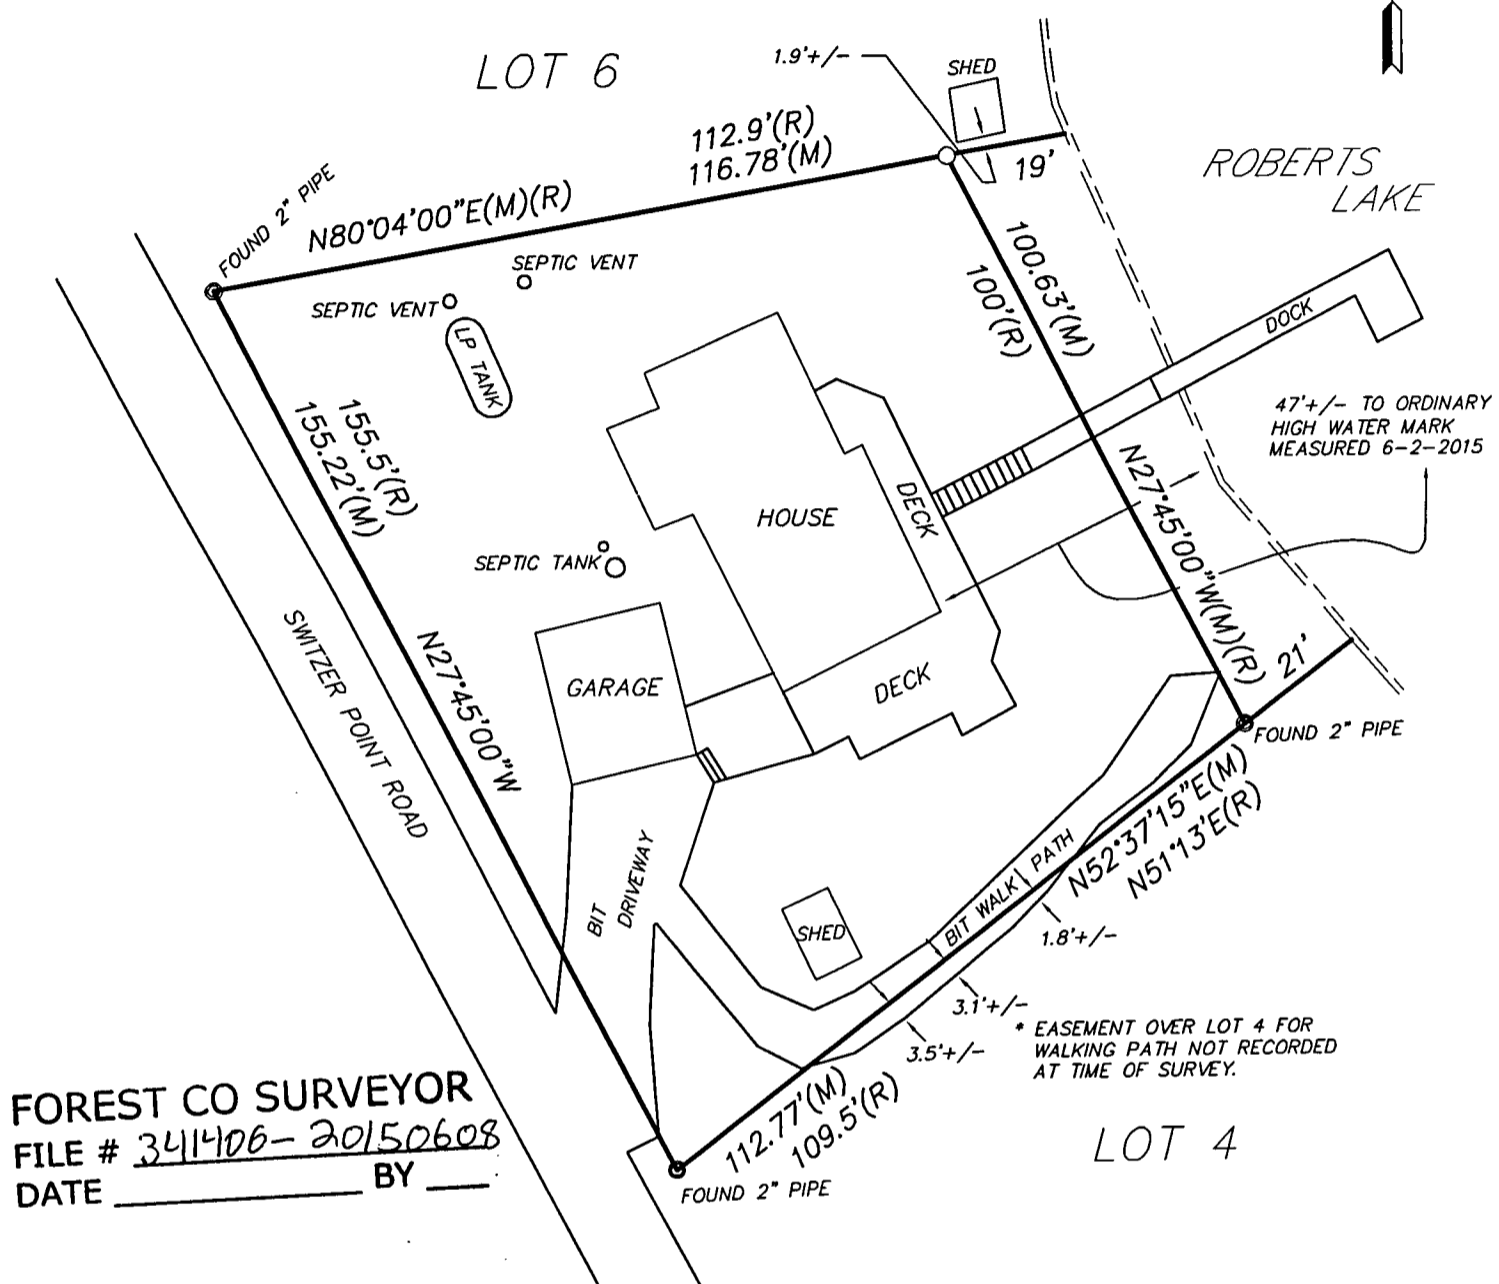 LOT 6
1.9'+/-
SHED
112.9'(R)
116.78'(M)
19'
ROBERTS
LAKE
FOUND 2" PIPE
N80°04'00"E(M)(R)
SEPTIC VENT
SEPTIC VENT
LP TANK
100.63'(M)
100'(R)
DOCK
47'+/- TO ORDINARY
HIGH WATER MARK
MEASURED 6-2-2015
155.5'(R)
155.22'(M)
HOUSE
DECK
N27°45'00"W(M)(R)
SEPTIC TANK
SWITZER POINT ROAD
N27°45'00"W
GARAGE
DECK
21'
FOUND 2" PIPE
N52°37'15"E(M)
N51°13'E(R)
BIT
DRIVEWAY
SHED
BIT WALK PATH
1.8'+/-
3.1'+/-
3.5'+/-
* EASEMENT OVER LOT 4 FOR
WALKING PATH NOT RECORDED
AT TIME OF SURVEY.
112.77'(M)
109.5'(R)
LOT 4
FOUND 2" PIPE
FOREST CO SURVEYOR
FILE # 341406-20150608
DATE BY